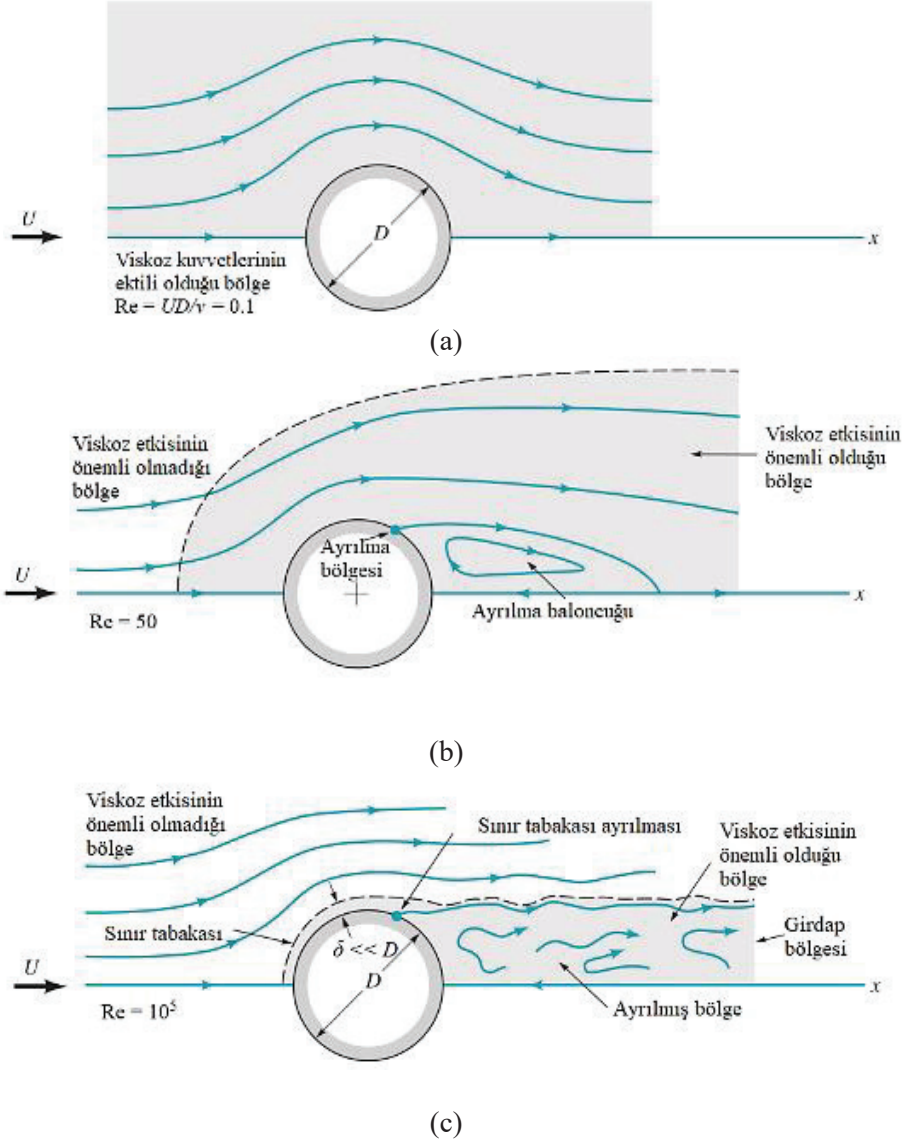 U
D
x
Viskoz kuvvetlerinin
ektili olduğu bölge
Re = UD/v = 0.1
(a)
Viskoz etkisinin
önemli olmadığı
bölge
Viskoz etkisinin
önemli olduğu
bölge
Ayrılma
bölgesi
U
x
Re = 50
Ayrılma baloncuğu
(b)
Viskoz etkisinin
önemli olmadığı
bölge
Sınır tabakası ayrılması
Viskoz etkisinin
önemli olduğu
bölge
Sınır tabakası
δ << D
Girdap
bölgesi
U
D
x
Re = 10⁵
Ayrılmış bölge
(c)